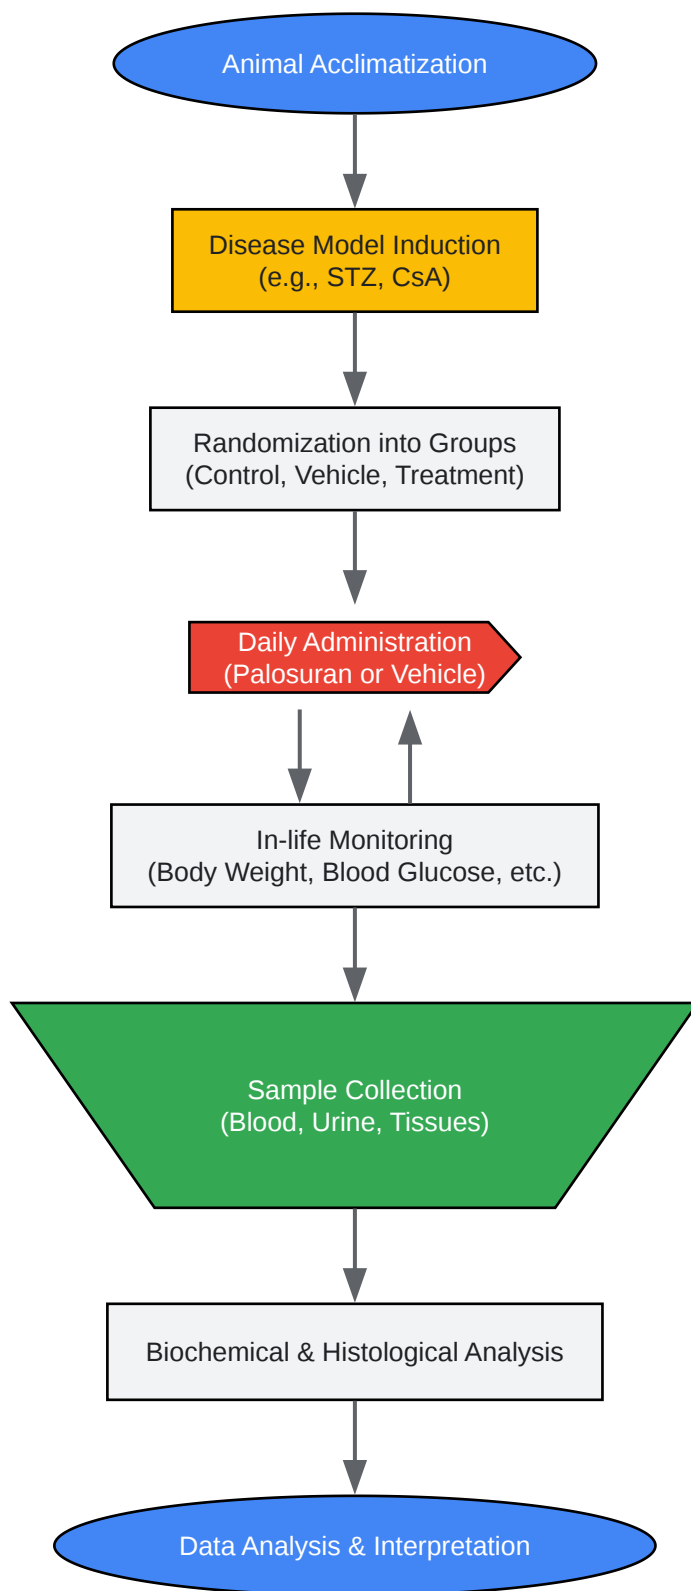 Animal Acclimatization
Disease Model Induction
(e.g., STZ, CsA)
Randomization into Groups
(Control, Vehicle, Treatment)
Daily Administration
(Palosuran or Vehicle)
In-life Monitoring
(Body Weight, Blood Glucose, etc.)
Sample Collection
(Blood, Urine, Tissues)
Biochemical & Histological Analysis
Data Analysis & Interpretation